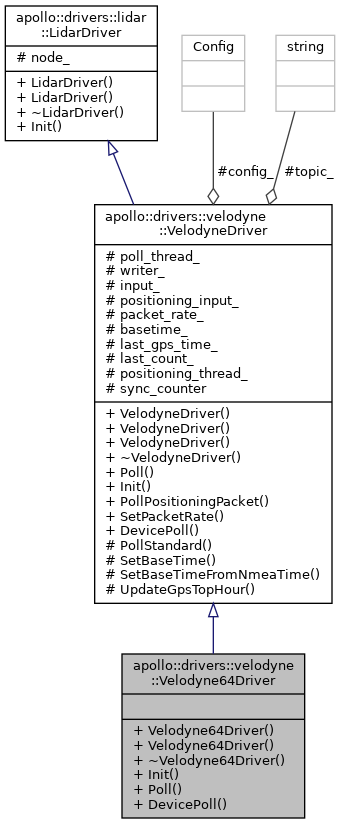 apollo::drivers::lidar
::LidarDriver
# node_
+ LidarDriver()
+ LidarDriver()
+ ~LidarDriver()
+ Init()
Config
string
#config_
#topic_
apollo::drivers::velodyne
::VelodyneDriver
# poll_thread_
# writer_
# input_
# positioning_input_
# packet_rate_
# basetime_
# last_gps_time_
# last_count_
# positioning_thread_
# sync_counter
+ VelodyneDriver()
+ VelodyneDriver()
+ VelodyneDriver()
+ ~VelodyneDriver()
+ Poll()
+ Init()
+ PollPositioningPacket()
+ SetPacketRate()
+ DevicePoll()
# PollStandard()
# SetBaseTime()
# SetBaseTimeFromNmeaTime()
# UpdateGpsTopHour()
apollo::drivers::velodyne
::Velodyne64Driver
+ Velodyne64Driver()
+ Velodyne64Driver()
+ ~Velodyne64Driver()
+ Init()
+ Poll()
+ DevicePoll()